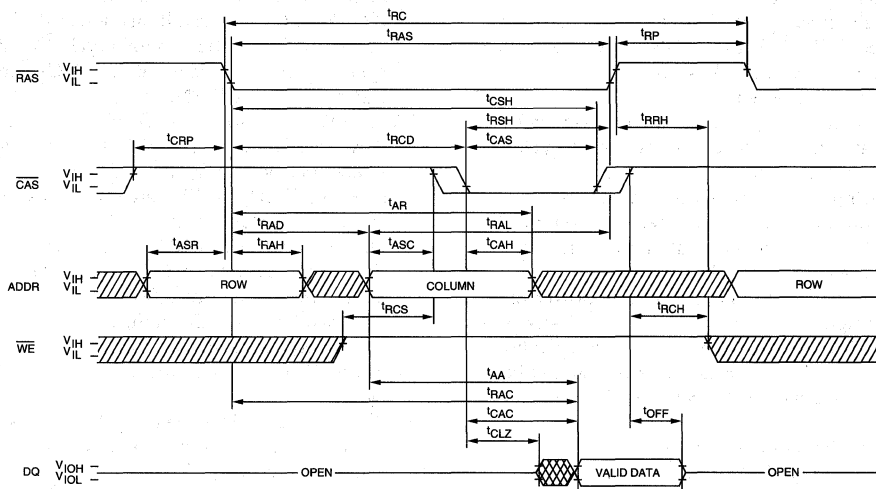 tRC
tRAS
tRP
RAS
VIH
VIL
tCSH
tRSH
tRRH
tCRP
tRCD
tCAS
CAS
VIH
VIL
tAR
tRAD
tRAL
tASR
tRAH
tASC
tCAH
ADDR
VIH
VIL
ROW
COLUMN
ROW
tRCS
tRCH
WE
VIH
VIL
tAA
tRAC
tCAC
tOFF
tCLZ
DQ
VIOH
VIOL
OPEN
VALID DATA
OPEN